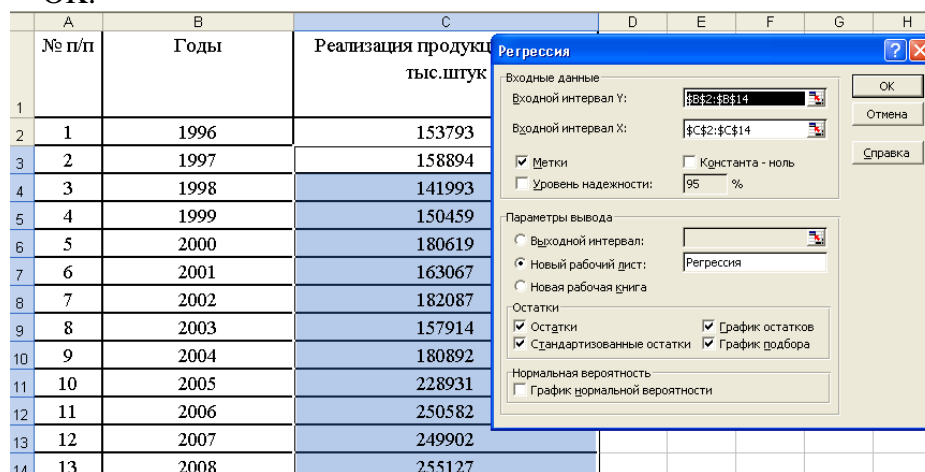 ОК.
A B C D E F G H
№ п/п Годы Реализация продукц
тыс.штук
1
2 1 1996 153793
3 2 1997 158894
4 3 1998 141993
5 4 1999 150459
6 5 2000 180619
7 6 2001 163067
8 7 2002 182087
9 8 2003 157914
10 9 2004 180892
11 10 2005 228931
12 11 2006 250582
13 12 2007 249902
14 13 2008 255127
Регрессия
Входные данные
Входной интервал Y: $B$2:$B$14
Входной интервал X: $C$2:$C$14
Метки Константа - ноль
Уровень надежности: 95 %
ОК
Отмена
Справка
Параметры вывода
Выходной интервал:
Новый рабочий лист: Регрессия
Новая рабочая книга
Остатки
Остатки График остатков
Стандартизованные остатки График подбора
Нормальная вероятность
График нормальной вероятности